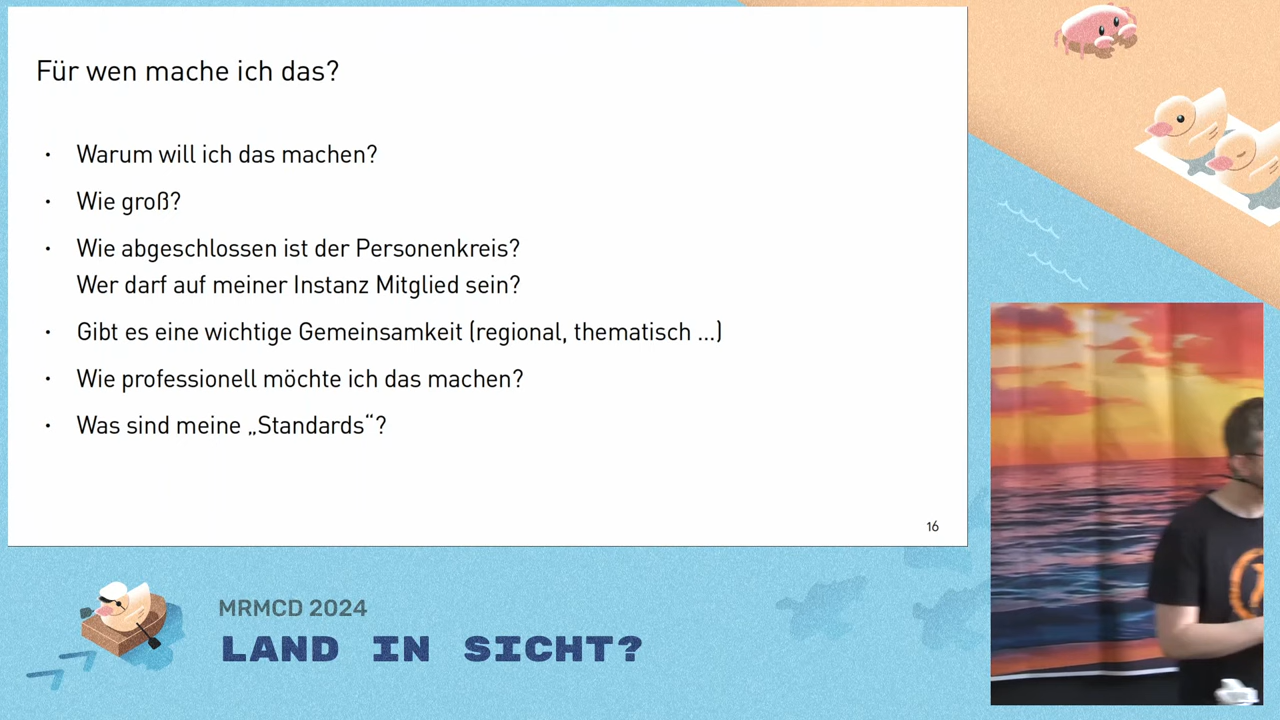 Für wen mache ich das?
· Warum will ich das machen?
· Wie groß?
· Wie abgeschlossen ist der Personenkreis?
Wer darf auf meiner Instanz Mitglied sein?
· Gibt es eine wichtige Gemeinsamkeit (regional, thematisch ...)
· Wie professionell möchte ich das machen?
· Was sind meine „Standards“?
16
MRMCD 2024
LAND IN SICHT?